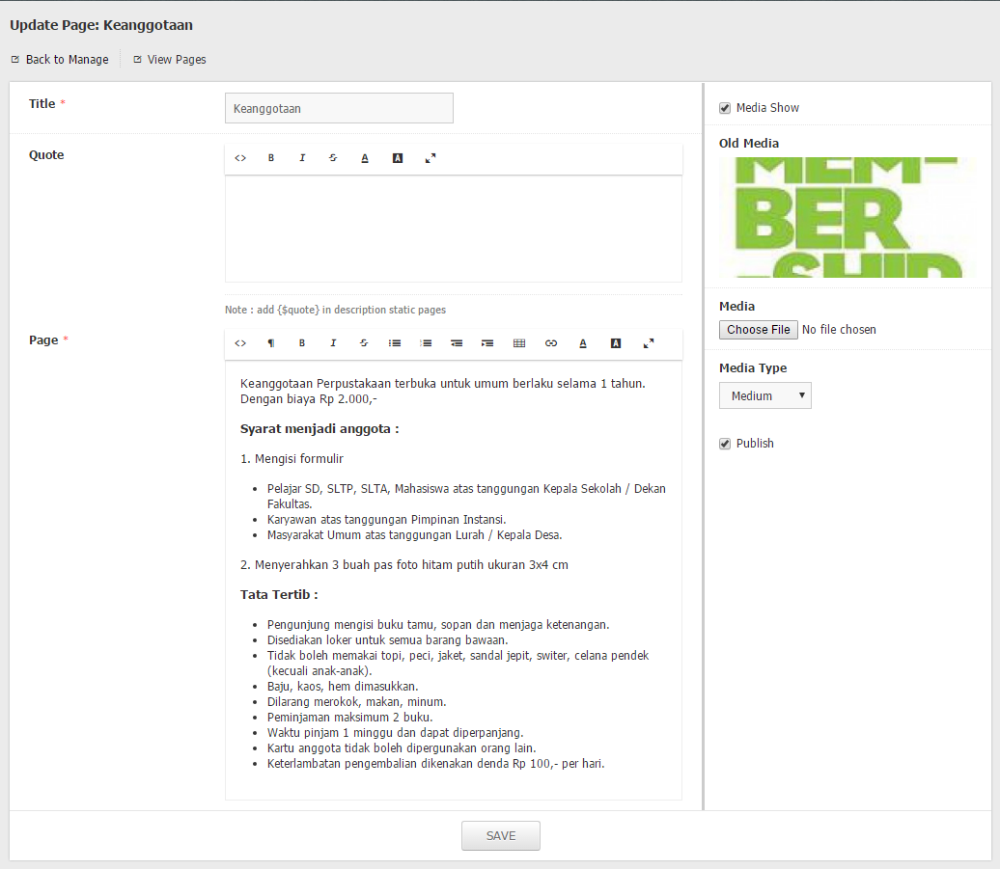 Update Page: Keanggotaan
Back to Manage
View Pages
Title *
Keanggotaan
Quote
Note : add {$quote} in description static pages
Page *
Keanggotaan Perpustakaan terbuka untuk umum berlaku selama 1 tahun.
Dengan biaya Rp 2.000,-
Syarat menjadi anggota :
1. Mengisi formulir
Pelajar SD, SLTP, SLTA, Mahasiswa atas tanggungan Kepala Sekolah / Dekan
Fakultas.
Karyawan atas tanggungan Pimpinan Instansi.
Masyarakat Umum atas tanggungan Lurah / Kepala Desa.
2. Menyerahkan 3 buah pas foto hitam putih ukuran 3x4 cm
Tata Tertib :
Pengunjung mengisi buku tamu, sopan dan menjaga ketenangan.
Disediakan loker untuk semua barang bawaan.
Tidak boleh memakai topi, peci, jaket, sandal jepit, switer, celana pendek
(kecuali anak-anak).
Baju, kaos, hem dimasukkan.
Dilarang merokok, makan, minum.
Peminjaman maksimum 2 buku.
Waktu pinjam 1 minggu dan dapat diperpanjang.
Kartu anggota tidak boleh dipergunakan orang lain.
Keterlambatan pengembalian dikenakan denda Rp 100,- per hari.
Media Show
Old Media
MEM-
BER
-SHIP
Media
Choose File No file chosen
Media Type
Medium
Publish
SAVE